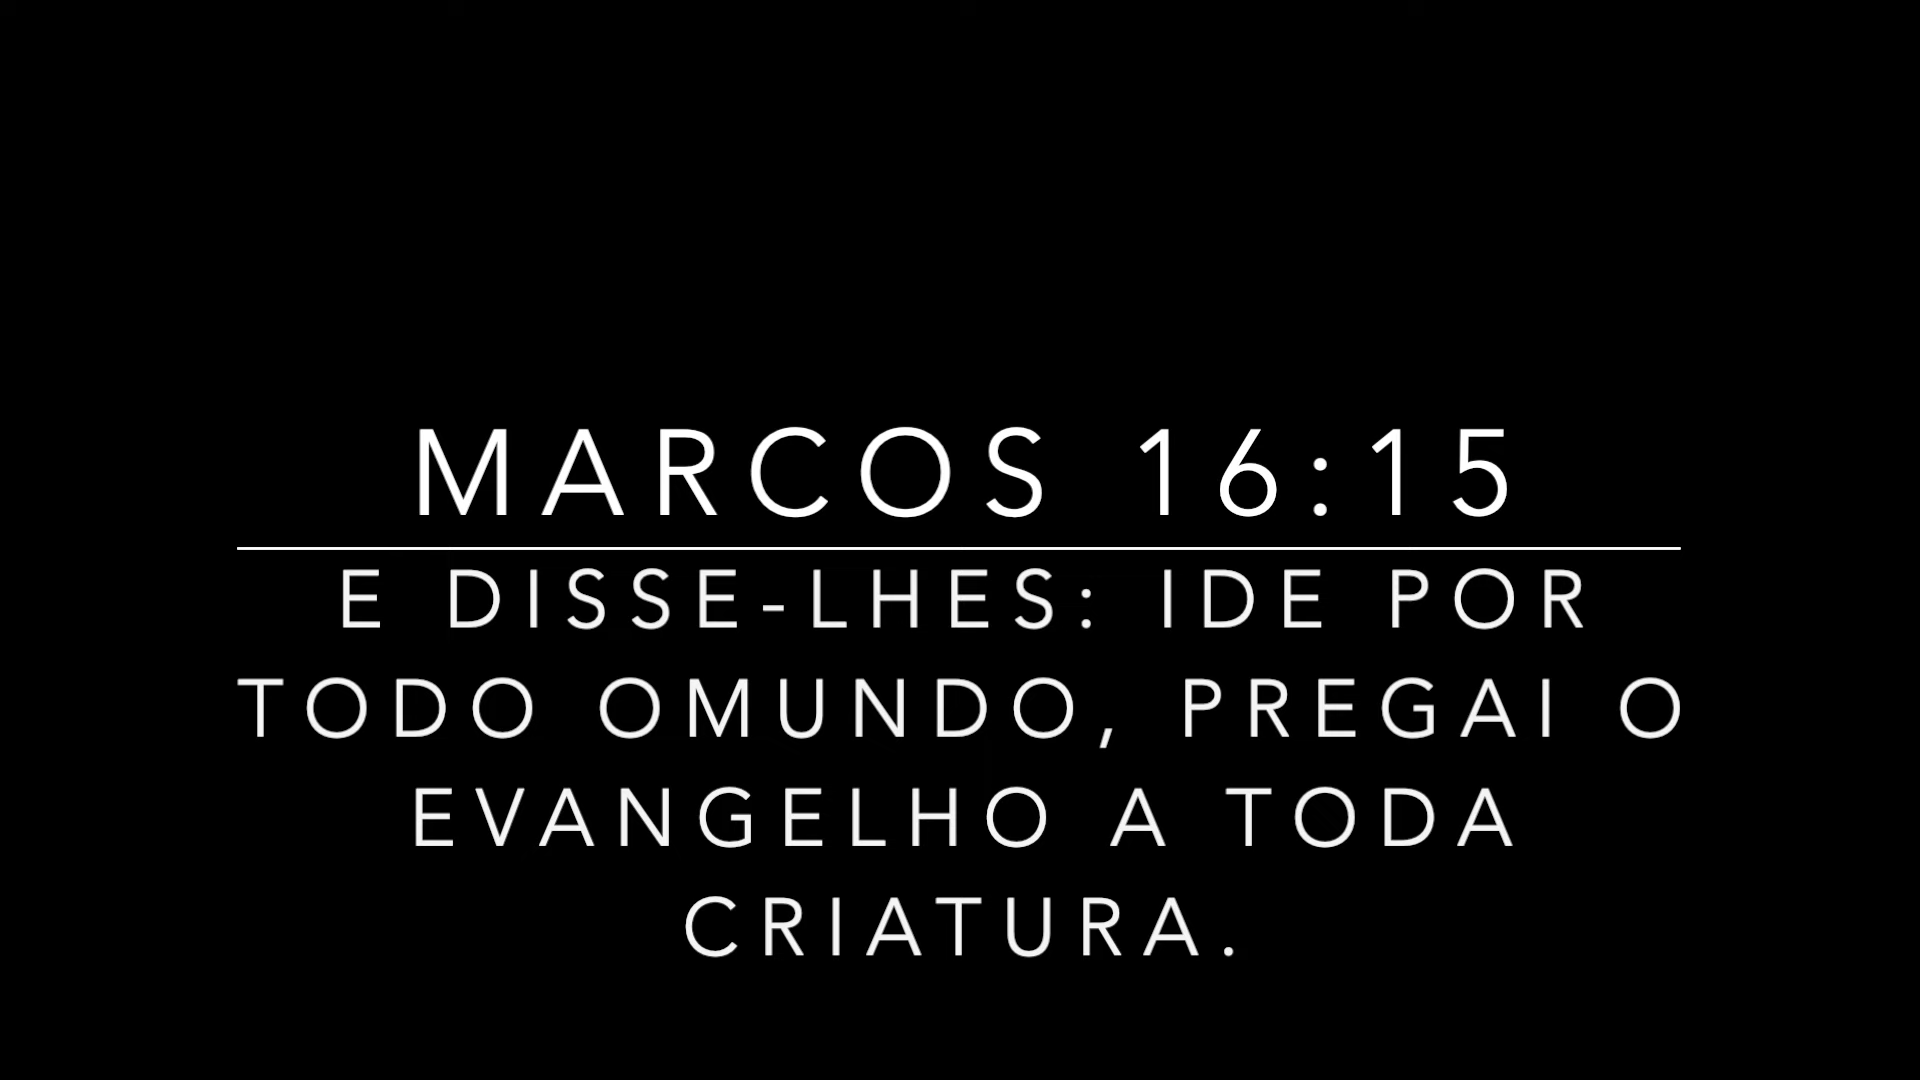 MARCOS 16:15
E DISSE-LHES: IDE POR
TODO OMUNDO, PREGAI O
EVANGELHO A TODA
CRIATURA.